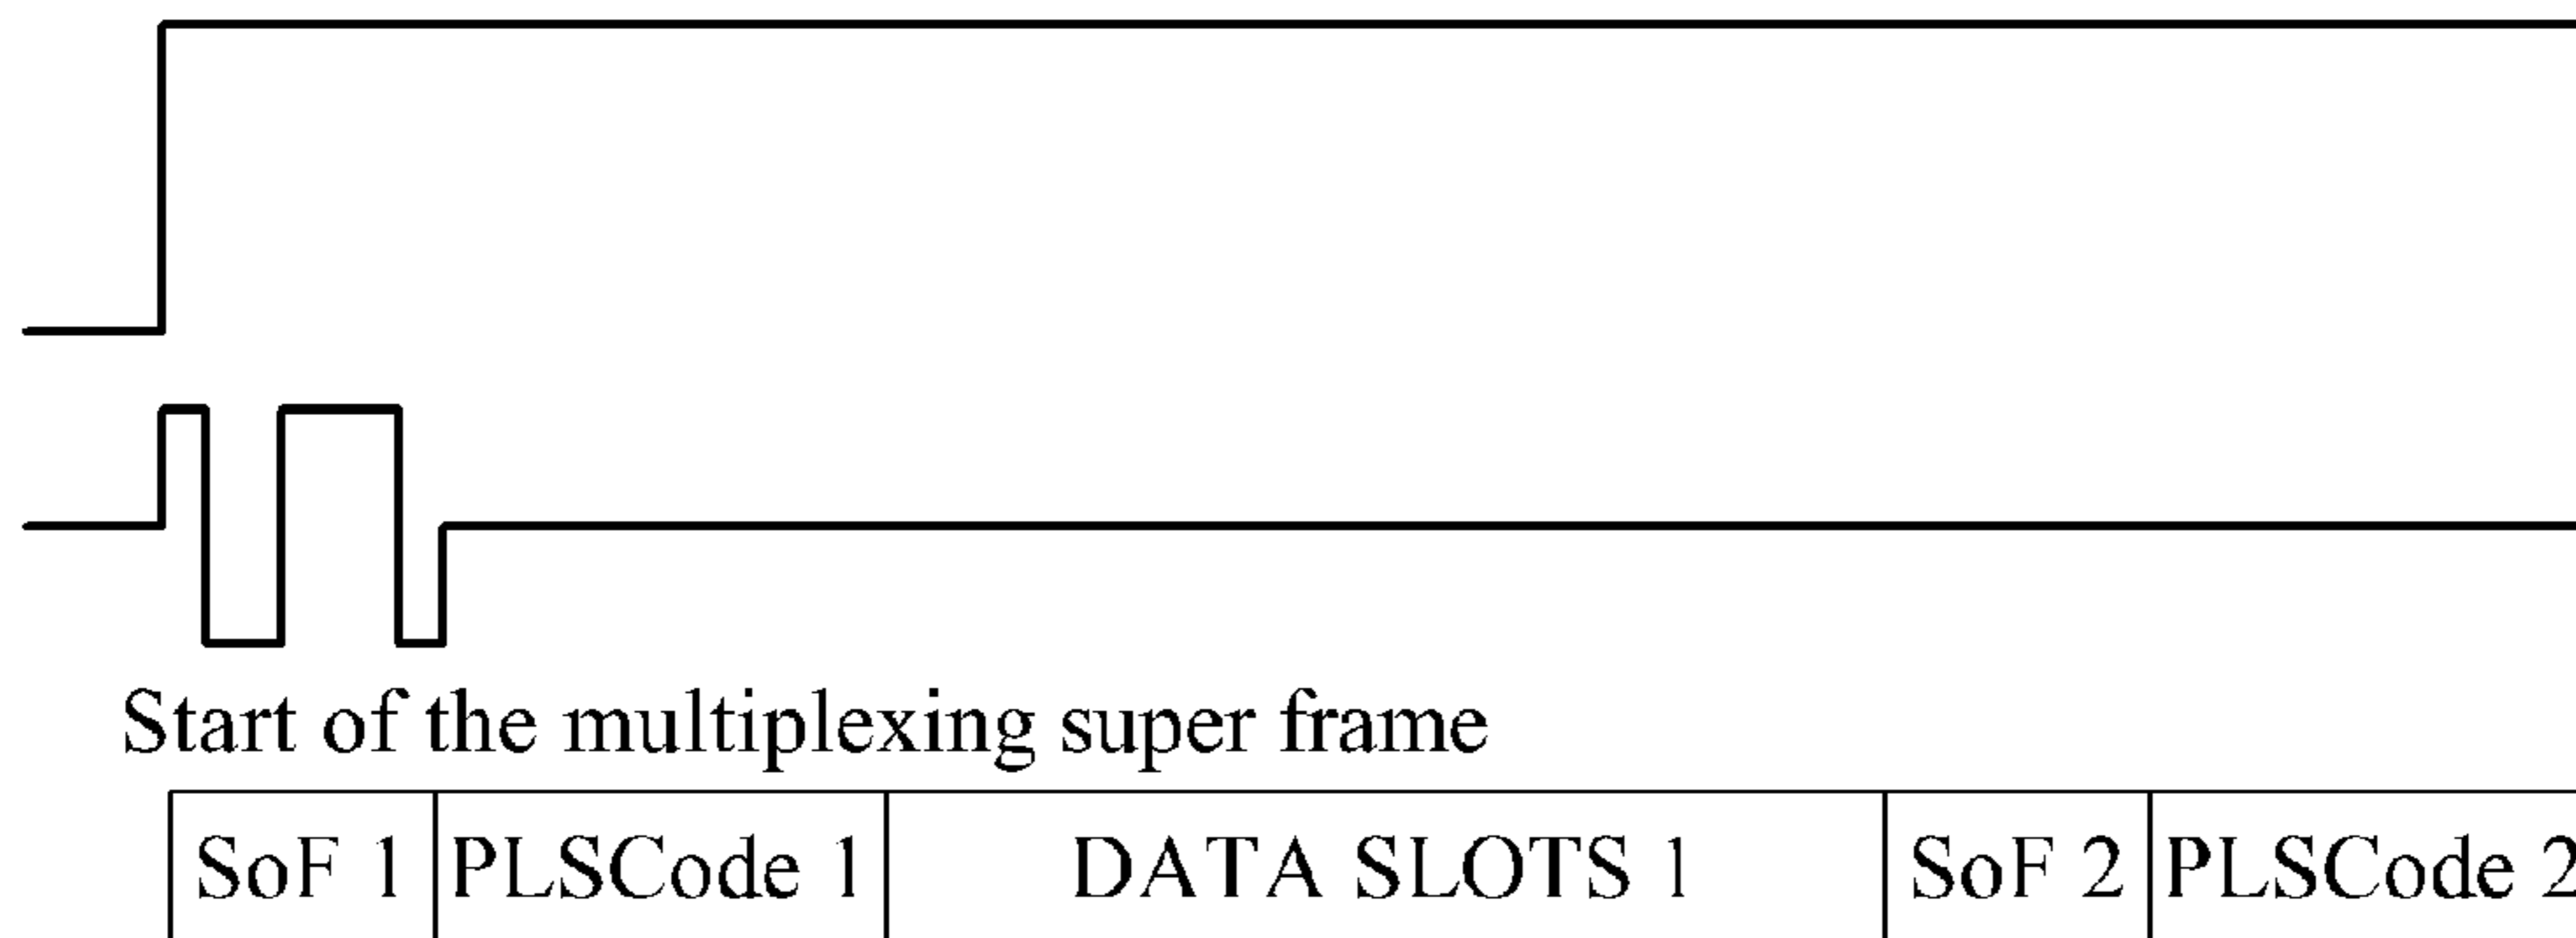 Start of the multiplexing super frame
SoF 1 PLSCode 1 DATA SLOTS 1 SoF 2 PLSCode 2